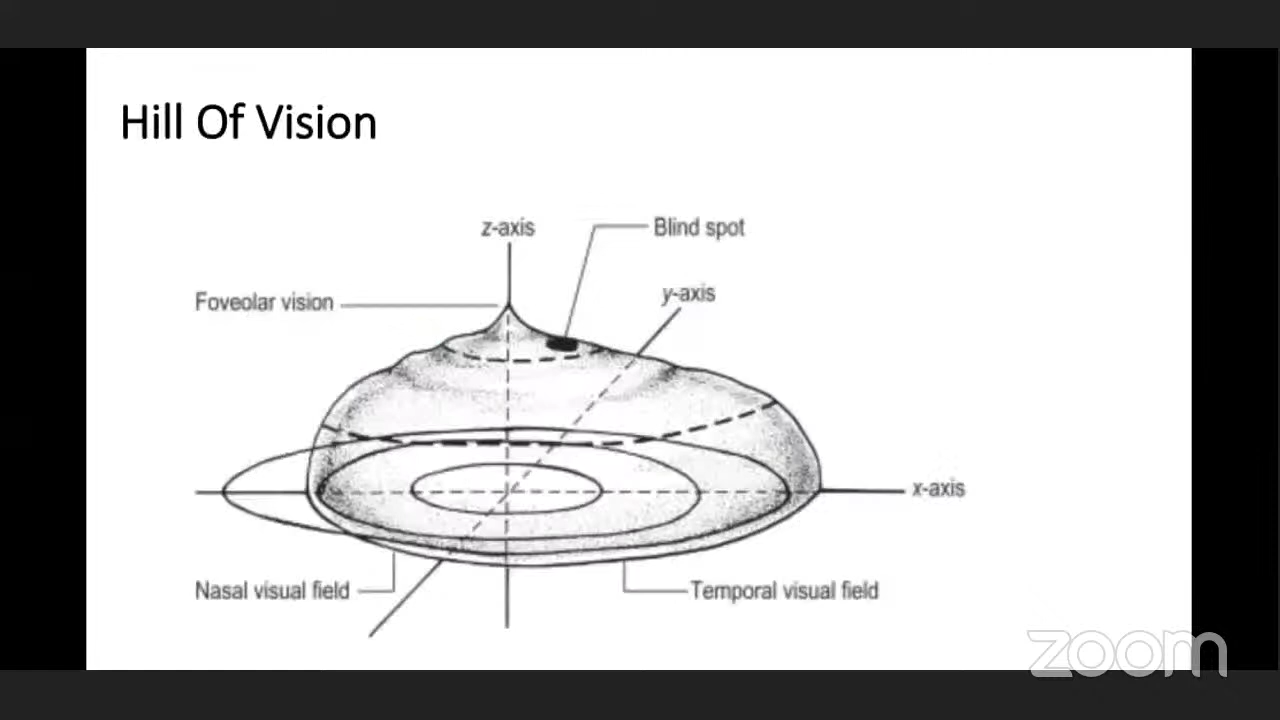 Hill Of Vision
z-axis
Blind spot
y-axis
Foveolar vision
x-axis
Nasal visual field
Temporal visual field
zoom